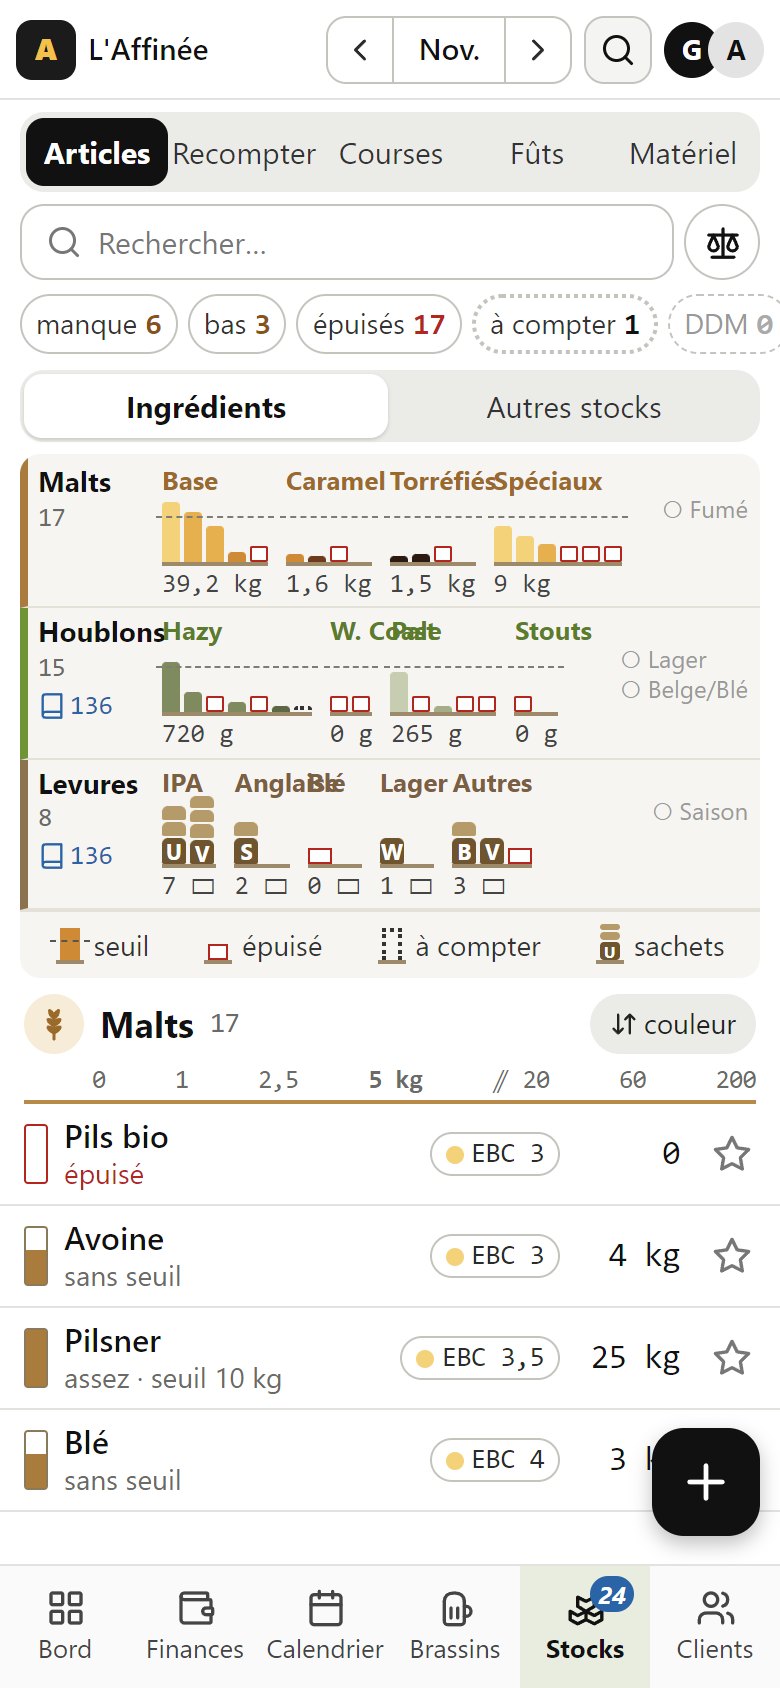 A L'Affinée Nov. G A
Articles Recompter Courses Fûts Matériel
Rechercher...
manque 6 bas 3 épuisés 17 à compter 1 DDM 0
Ingrédients Autres stocks
Malts Base Caramel Torréfiés Spéciaux
17 Fumé
39,2 kg 1,6 kg 1,5 kg 9 kg
Houblons Hazy W. Coast Pale Stouts
15 Lager
136 Belge/Blé
720 g 0 g 265 g 0 g
Levures IPA Anglaise Blé Lager Autres
8 Saison
136 U V S W B V
7 2 0 1 3
seuil épuisé à compter U sachets
Malts 17 couleur
0 1 2,5 5 kg // 20 60 200
Pils bio EBC 3 0
épuisé
Avoine EBC 3 4 kg
sans seuil
Pilsner EBC 3,5 25 kg
assez · seuil 10 kg
Blé EBC 4 3
sans seuil
24
Bord Finances Calendrier Brassins Stocks Clients